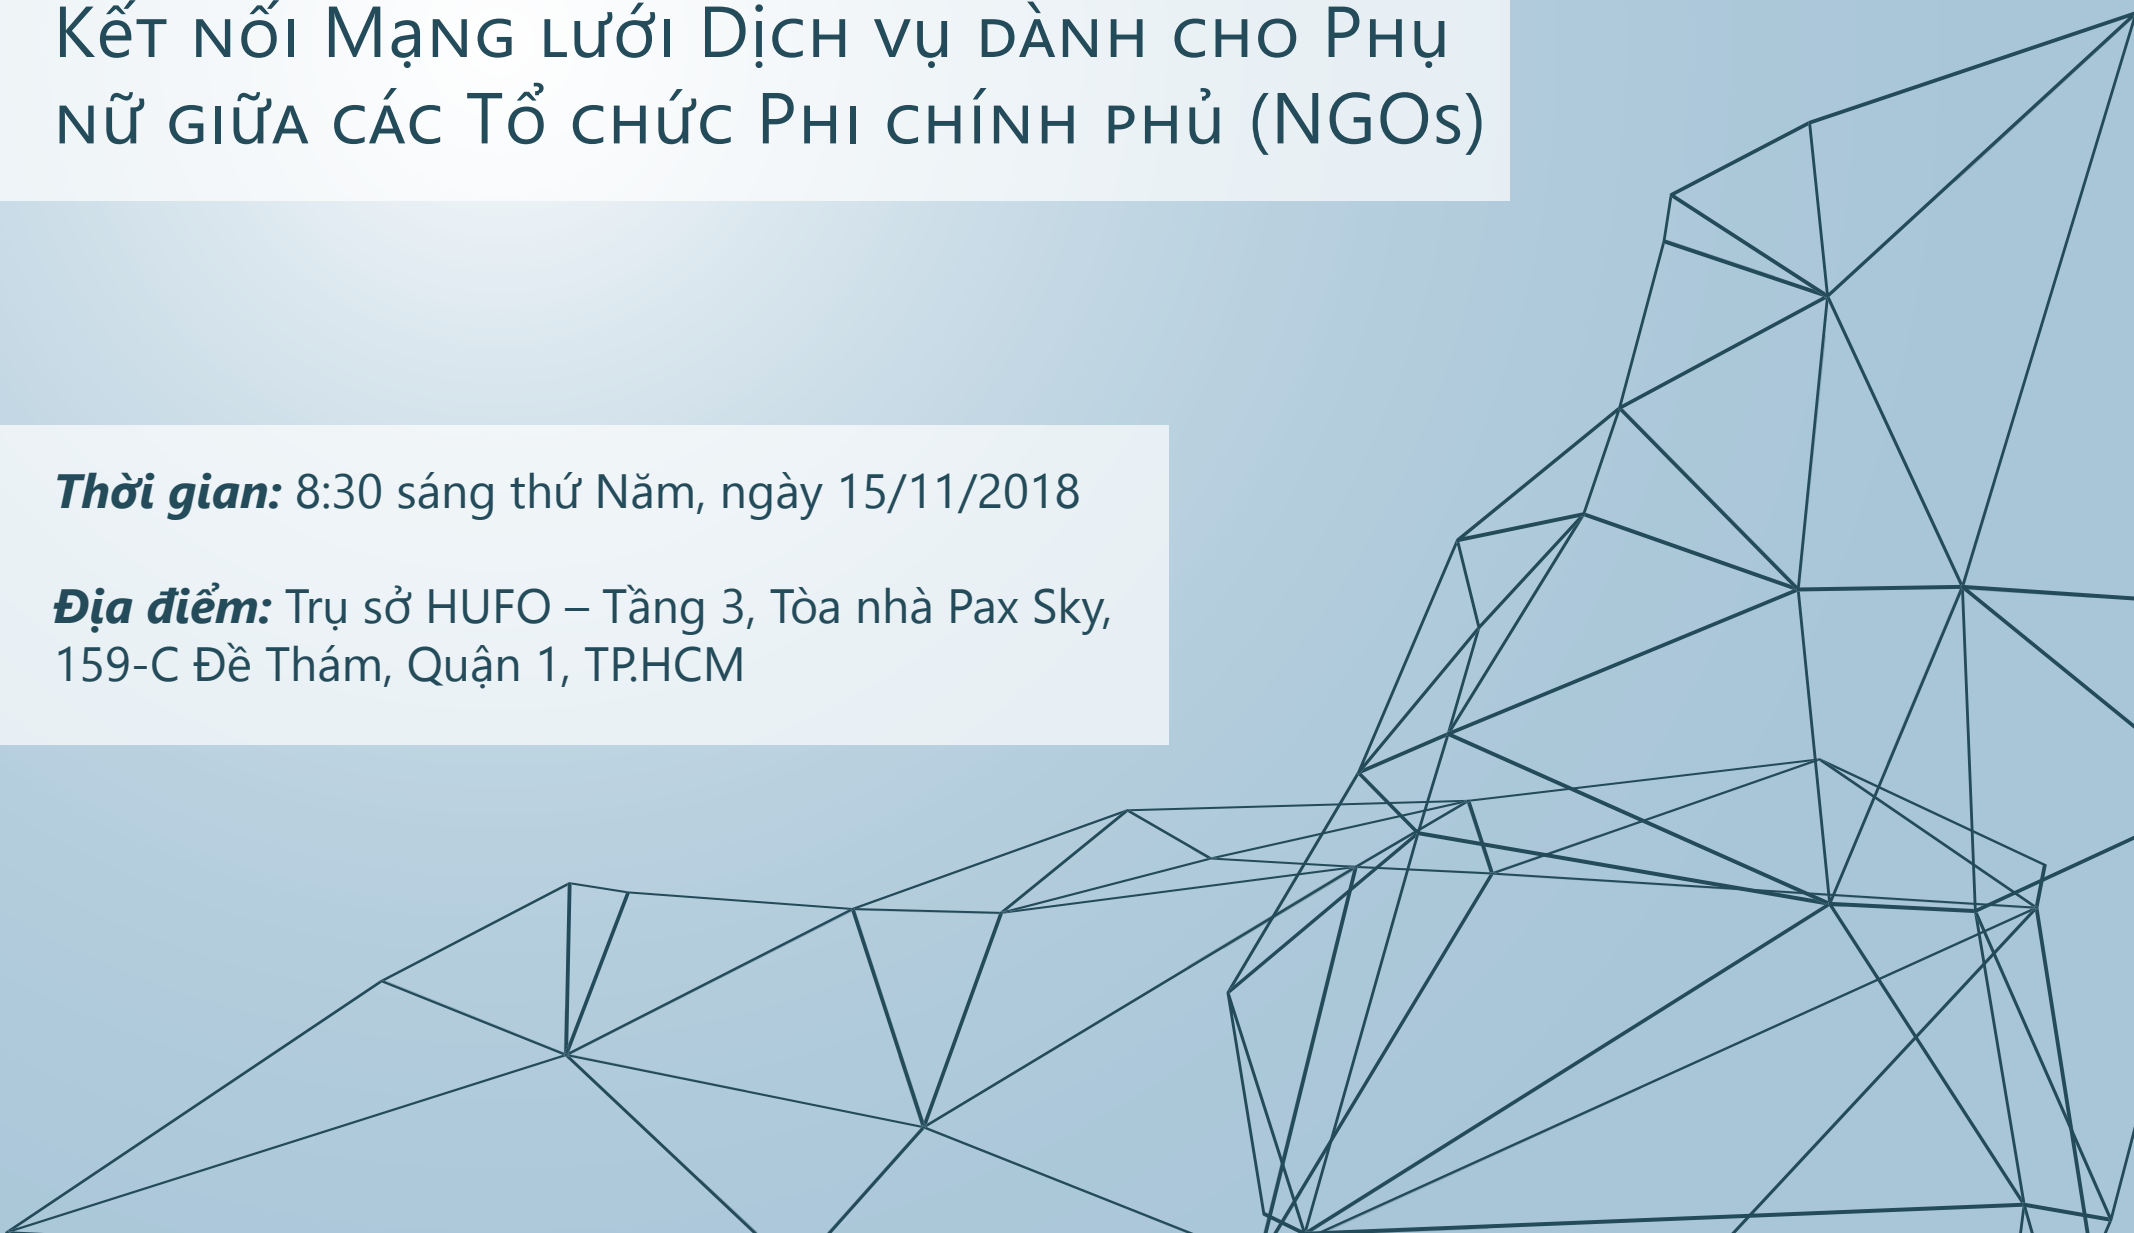 Kết nối Mạng lưới Dịch vụ dành cho Phụ
nữ giữa các Tổ chức Phi chính phủ (NGOs)
Thời gian: 8:30 sáng thứ Năm, ngày 15/11/2018
Địa điểm: Trụ sở HUFO – Tầng 3, Tòa nhà Pax Sky,
159-C Đề Thám, Quận 1, TP.HCM